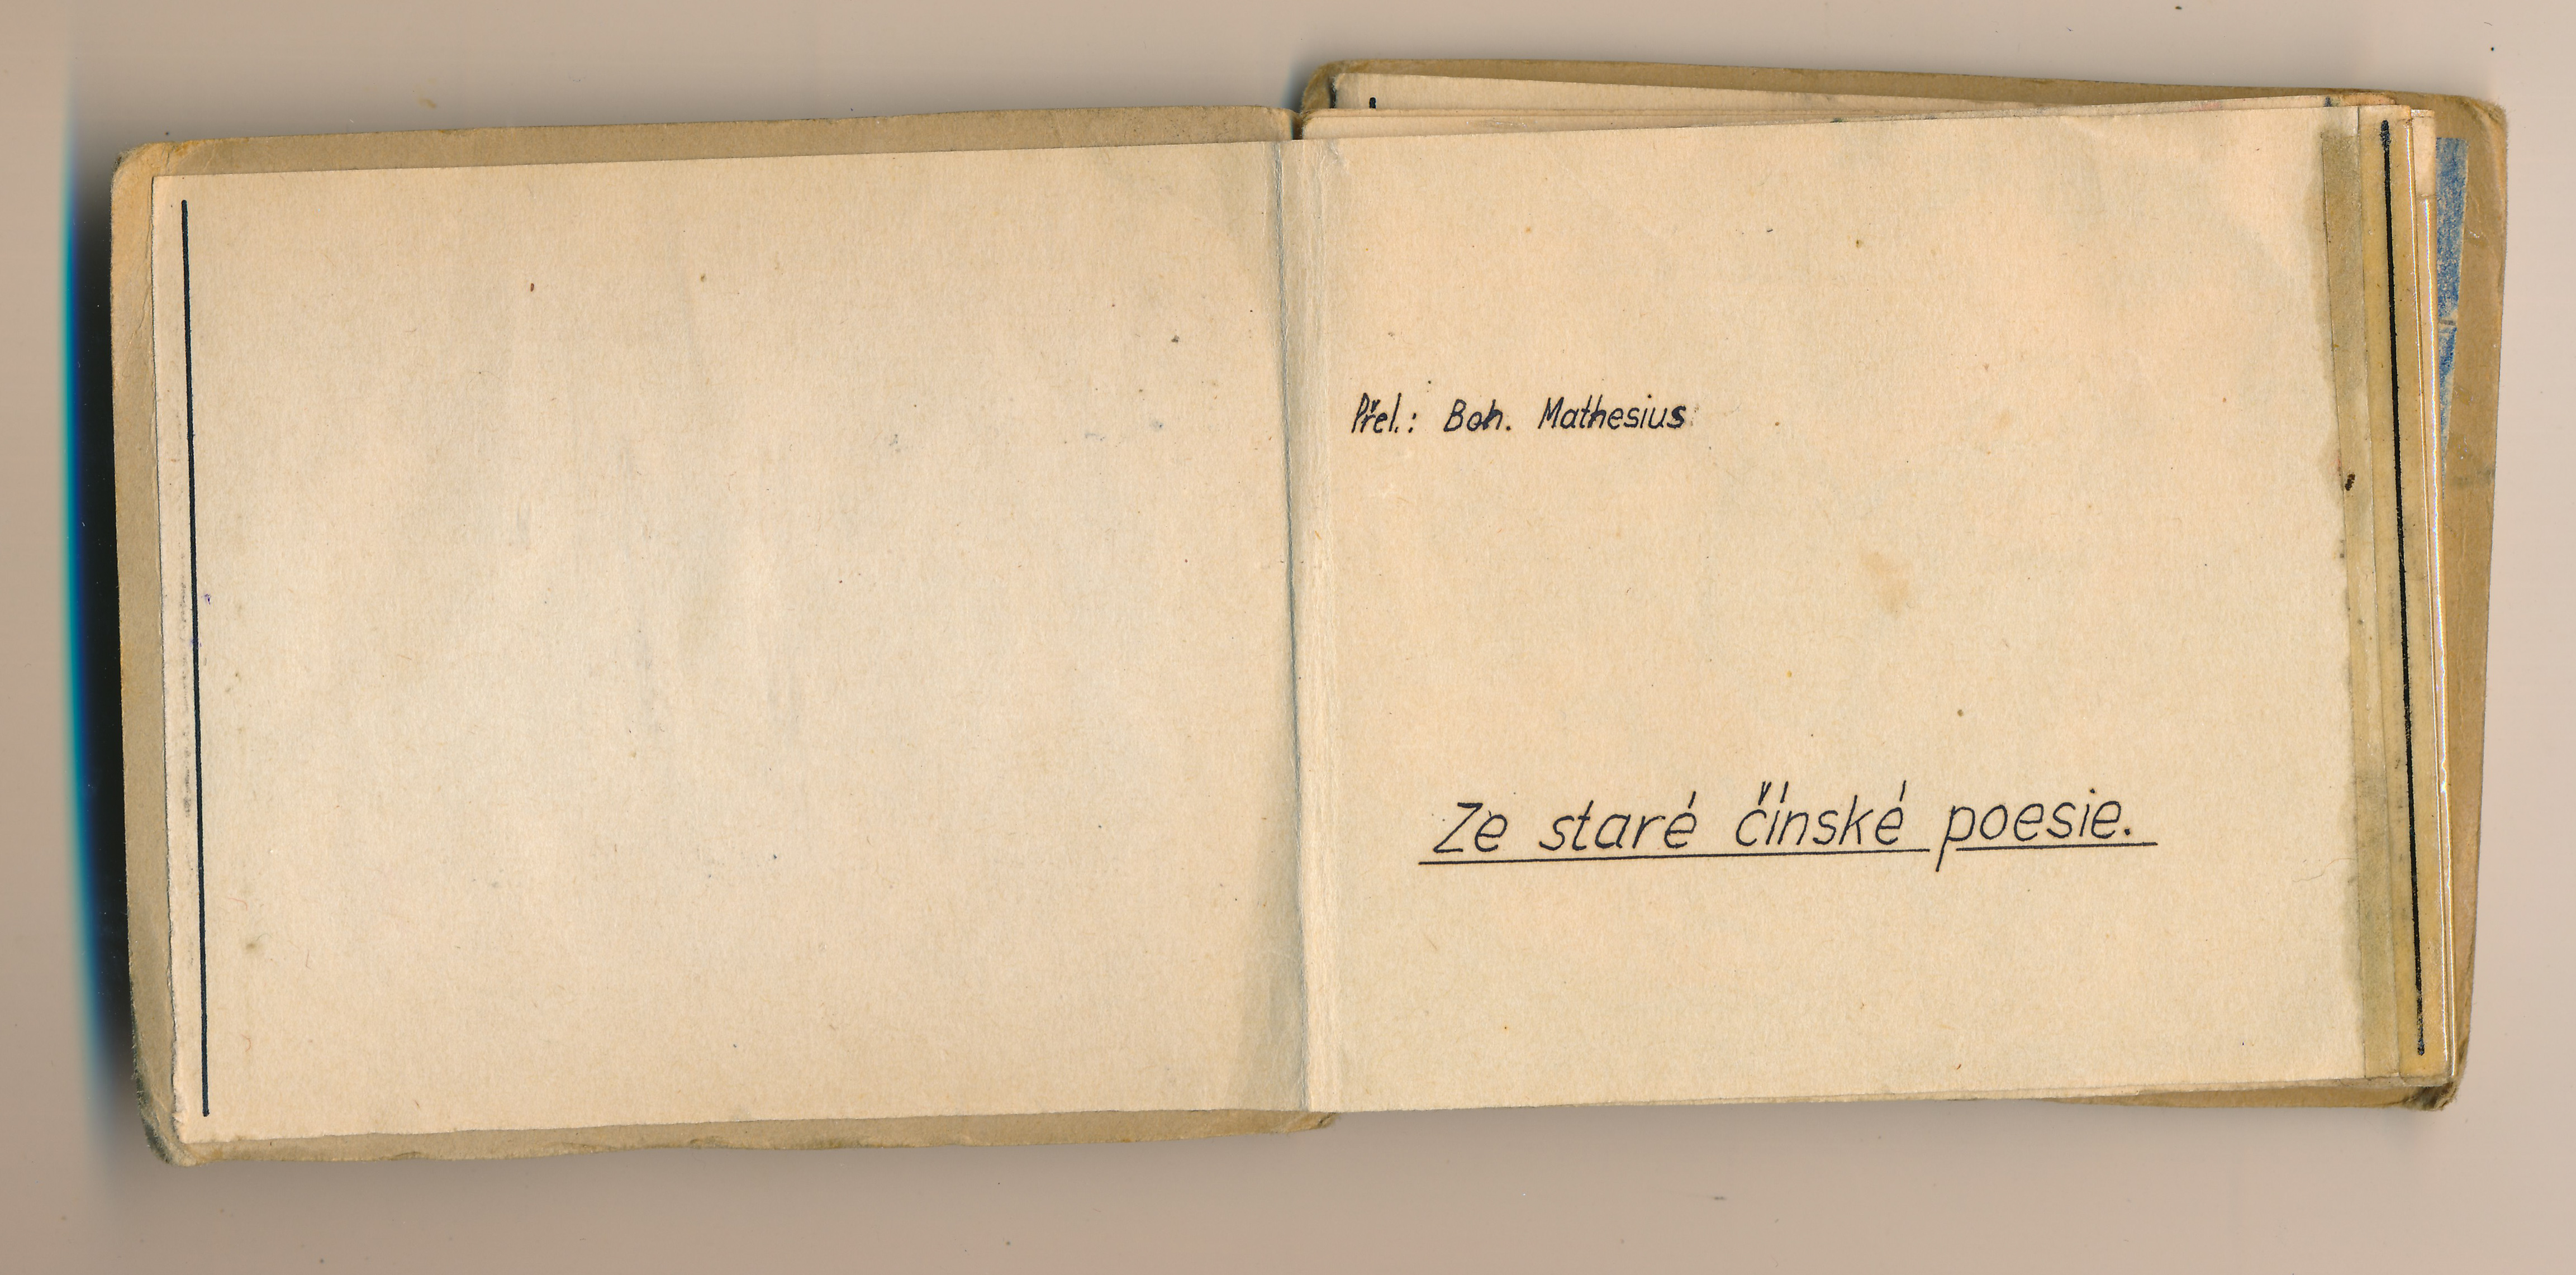 Přel.: Boh. Mathesius
Ze staré čínské poesie.